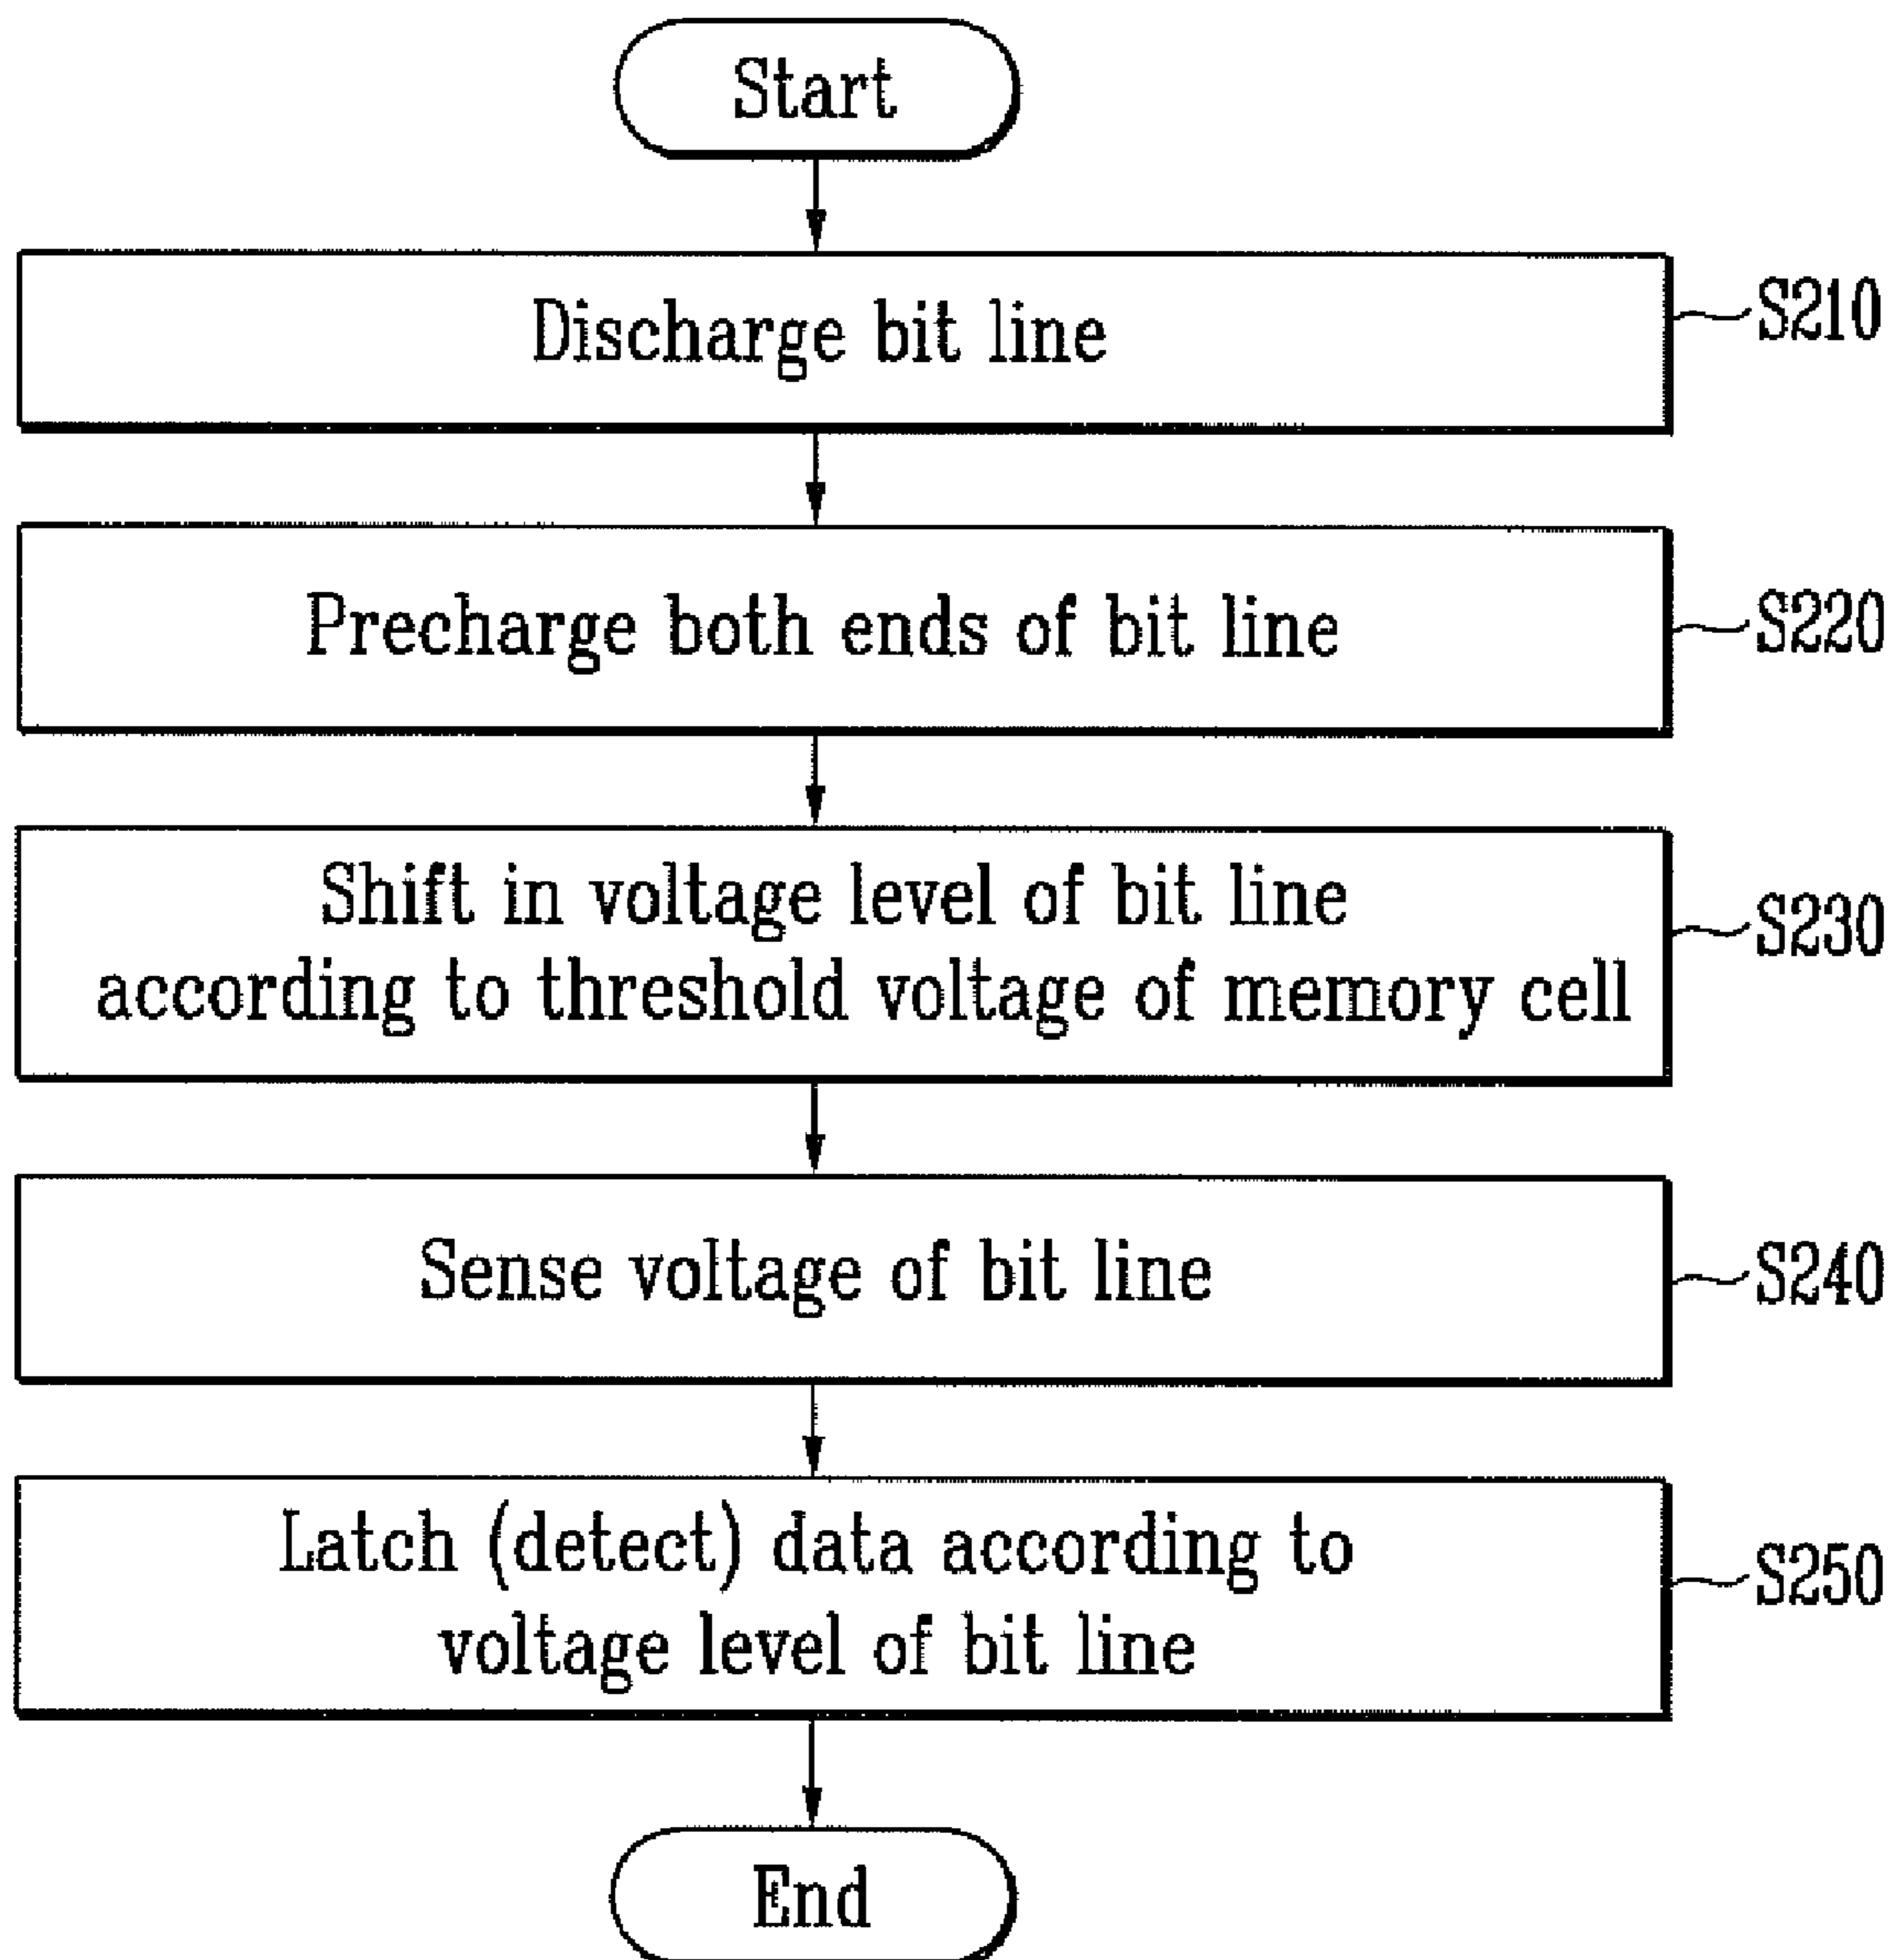 Start
Discharge bit line
S210
Precharge both ends of bit line
S220
Shift in voltage level of bit line
according to threshold voltage of memory cell
S230
Sense voltage of bit line
S240
Latch (detect) data according to
voltage level of bit line
S250
End